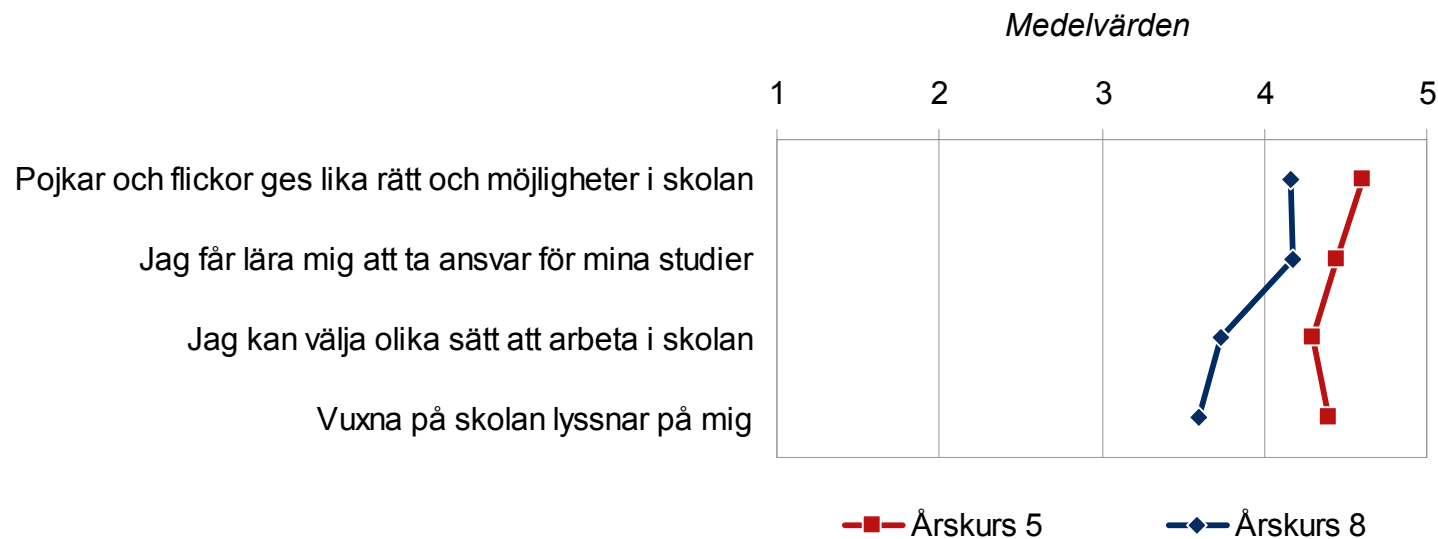 Medelvärden
1 2 3 4 5
Pojkar och flickor ges lika rätt och möjligheter i skolan
Jag får lära mig att ta ansvar för mina studier
Jag kan välja olika sätt att arbeta i skolan
Vuxna på skolan lyssnar på mig
Årskurs 5 Årskurs 8